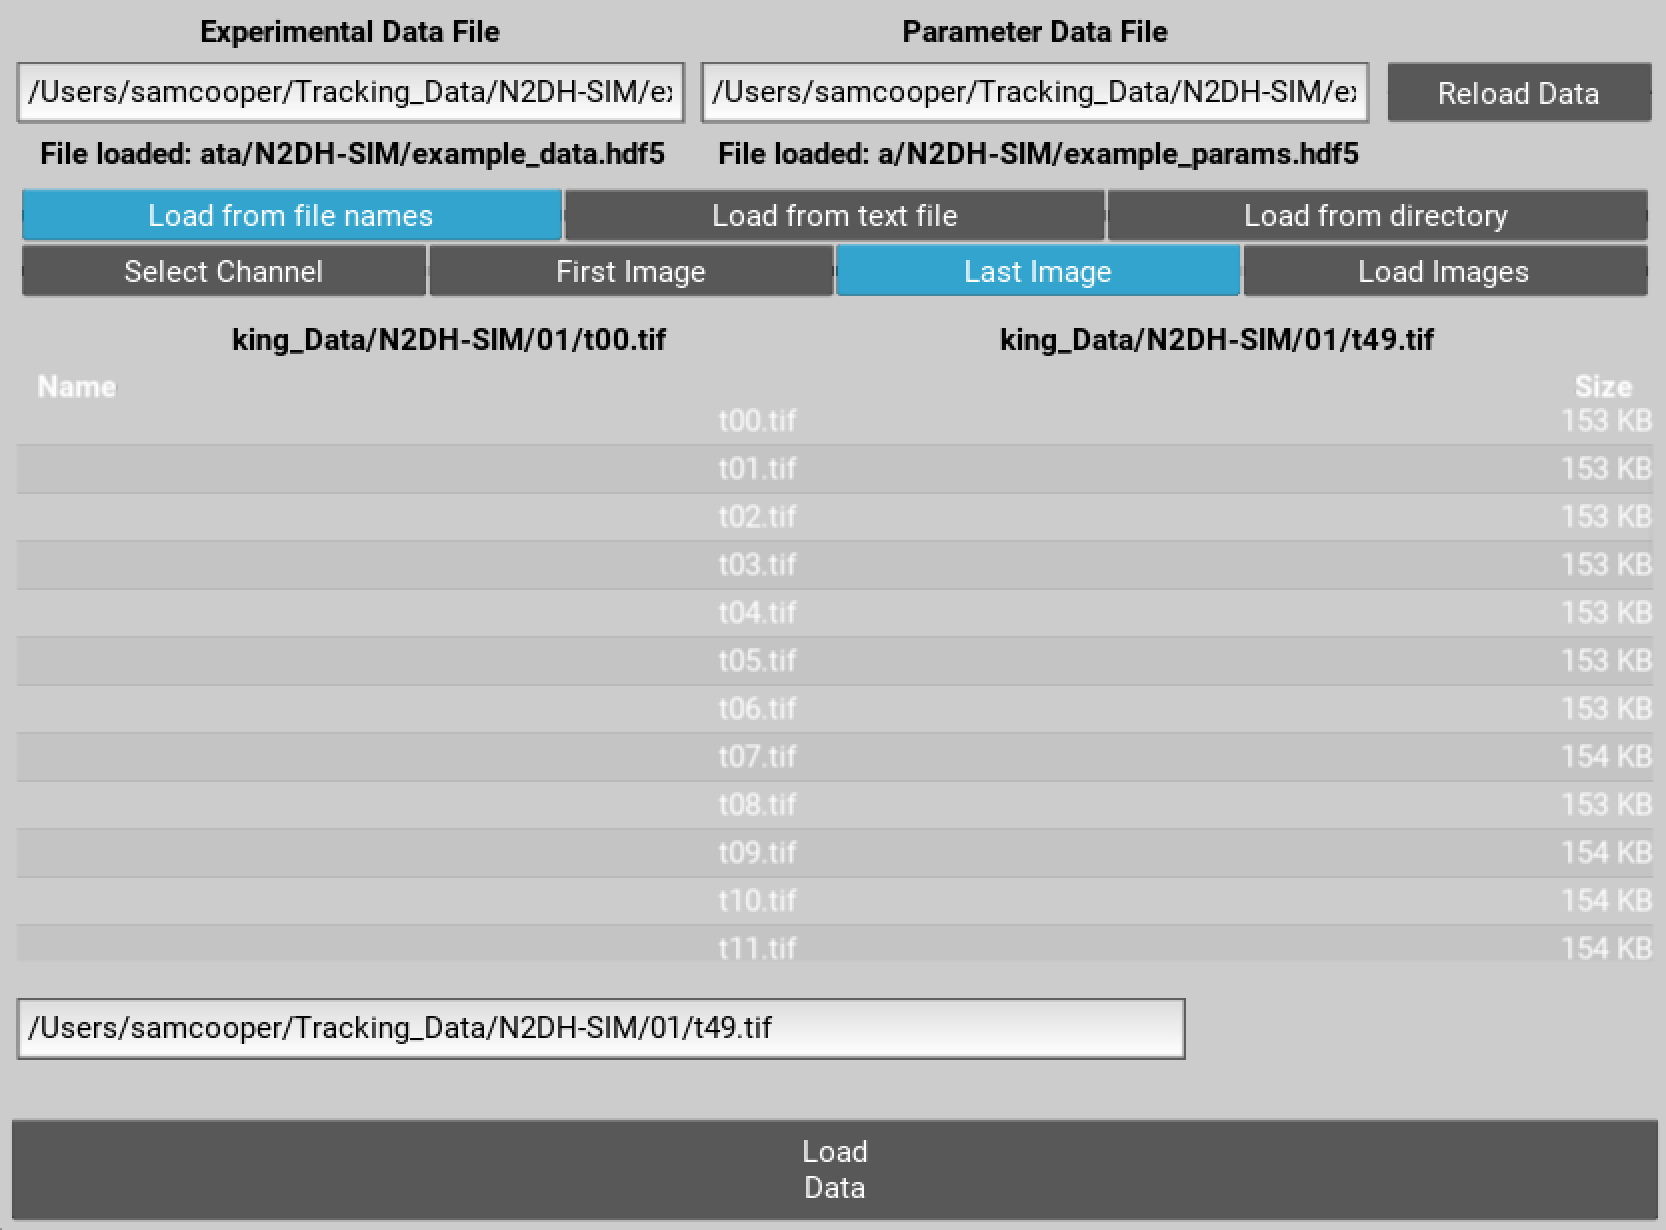 Experimental Data File Parameter Data File
/Users/samcooper/Tracking_Data/N2DH-SIM/ex /Users/samcooper/Tracking_Data/N2DH-SIM/ex Reload Data
File loaded: ata/N2DH-SIM/example_data.hdf5 File loaded: a/N2DH-SIM/example_params.hdf5
Load from file names Load from text file Load from directory
Select Channel First Image Last Image Load Images
king_Data/N2DH-SIM/01/t00.tif king_Data/N2DH-SIM/01/t49.tif
Name Size
t00.tif 153 KB
t01.tif 153 KB
t02.tif 153 KB
t03.tif 153 KB
t04.tif 153 KB
t05.tif 153 KB
t06.tif 153 KB
t07.tif 154 KB
t08.tif 153 KB
t09.tif 154 KB
t10.tif 154 KB
t11.tif 154 KB
/Users/samcooper/Tracking_Data/N2DH-SIM/01/t49.tif
Load
Data